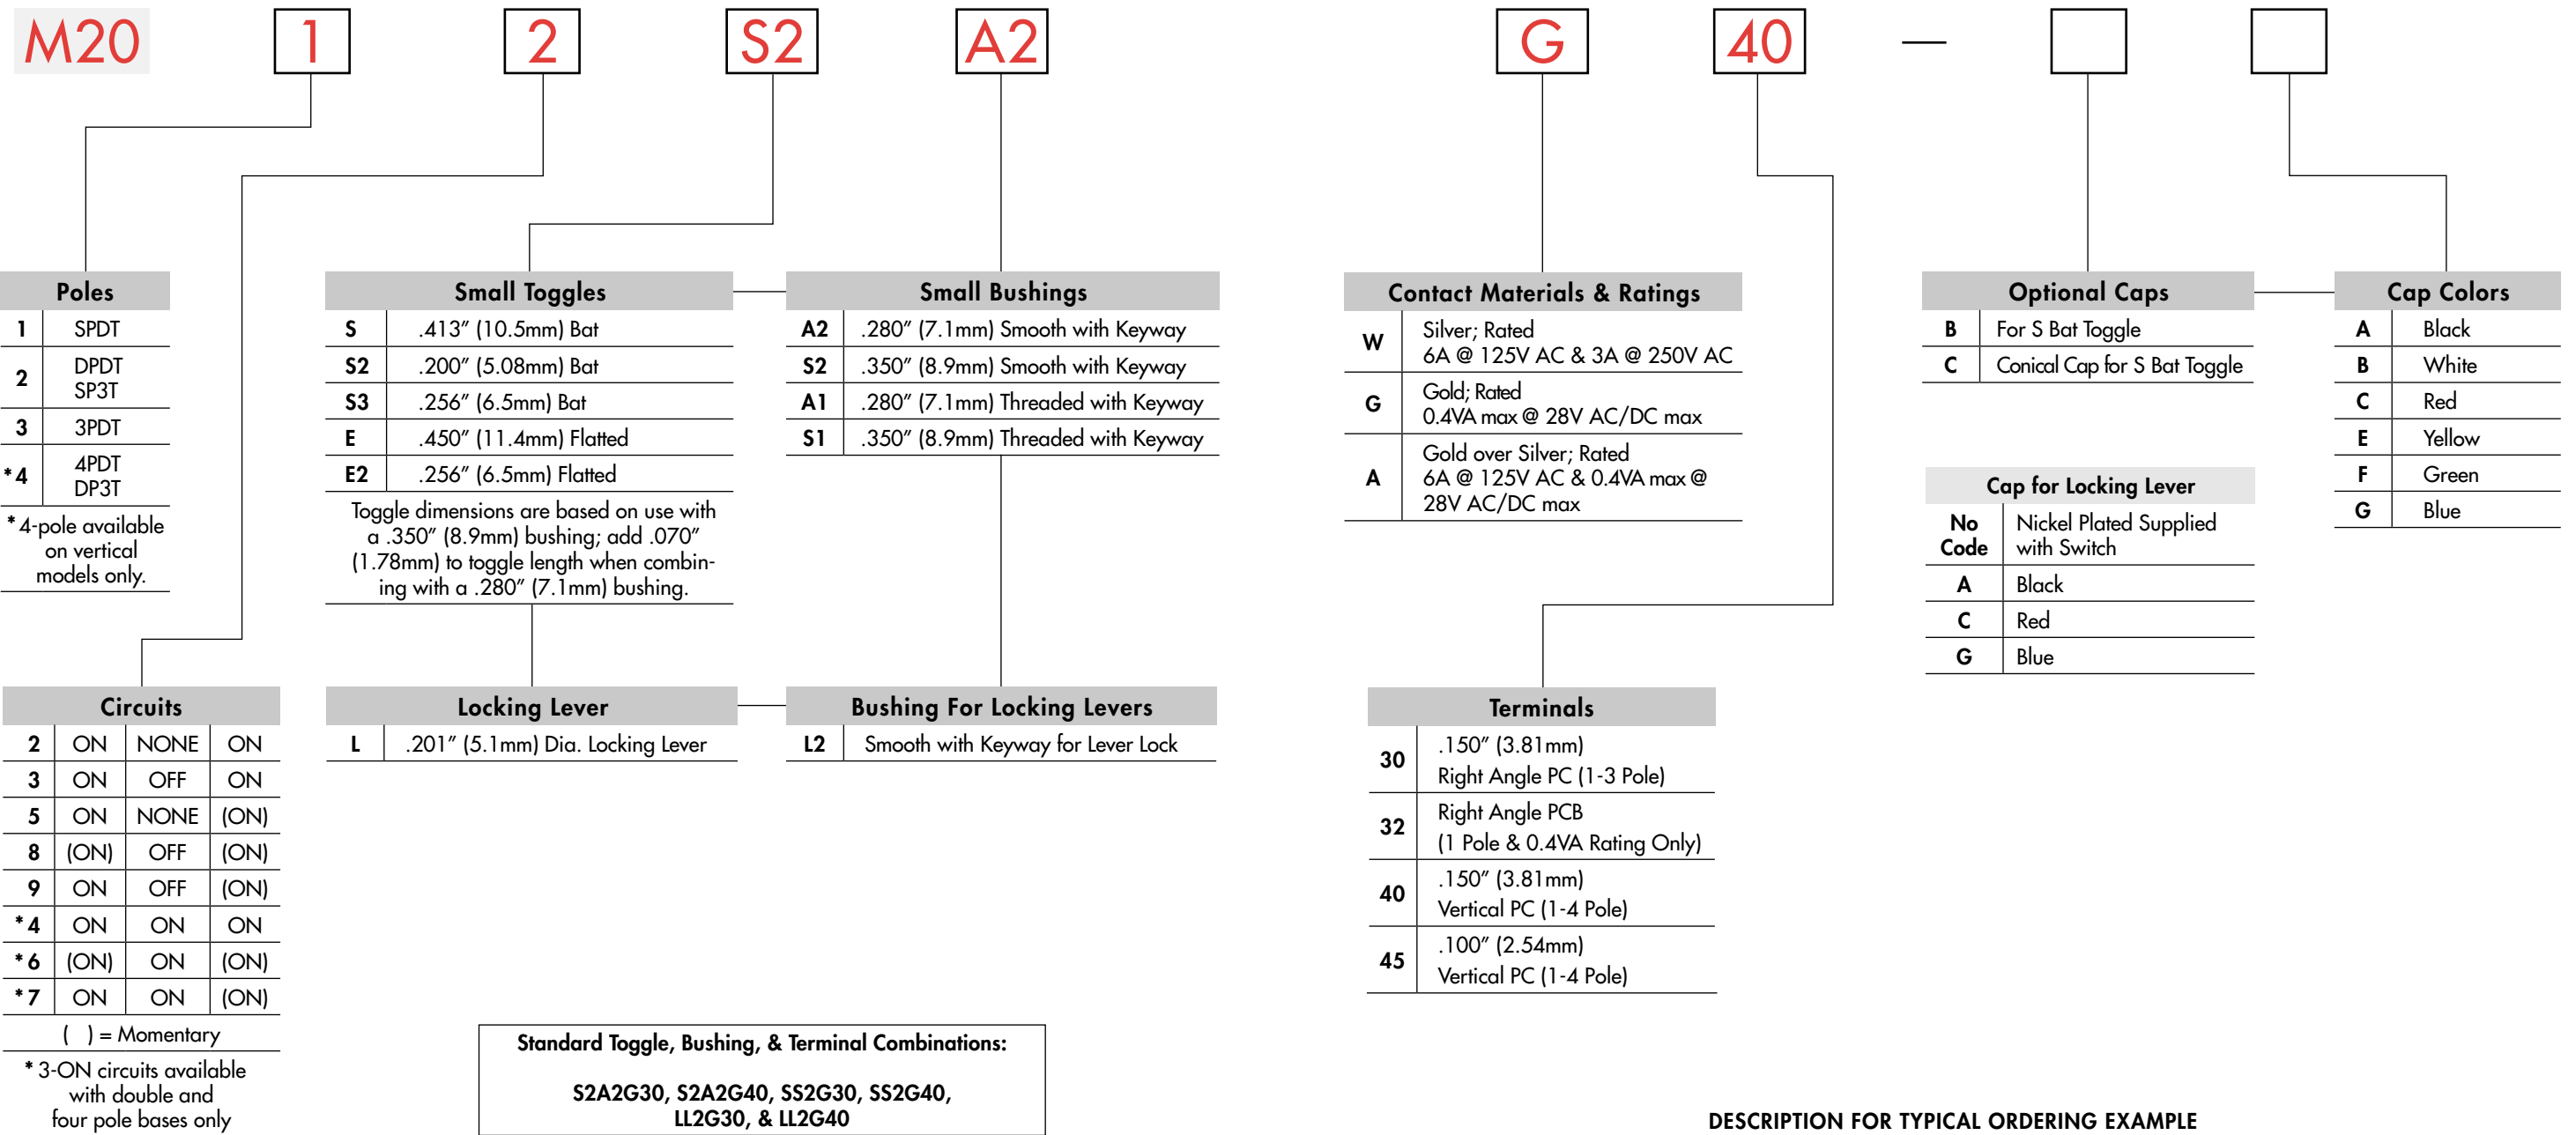 M20 1 2 S2 A2 G 40 —
Poles
1 SPDT
2 DPDT
SP3T
3 3PDT
*4 4PDT
DP3T
* 4-pole available
on vertical
models only.
Small Toggles
S .413" (10.5mm) Bat
S2 .200" (5.08mm) Bat
S3 .256" (6.5mm) Bat
E .450" (11.4mm) Flatted
E2 .256" (6.5mm) Flatted
Toggle dimensions are based on use with
a .350" (8.9mm) bushing; add .070"
(1.78mm) to toggle length when combin-
ing with a .280" (7.1mm) bushing.
Small Bushings
A2 .280" (7.1mm) Smooth with Keyway
S2 .350" (8.9mm) Smooth with Keyway
A1 .280" (7.1mm) Threaded with Keyway
S1 .350" (8.9mm) Threaded with Keyway
Contact Materials & Ratings
W Silver; Rated
6A @ 125V AC & 3A @ 250V AC
G Gold; Rated
0.4VA max @ 28V AC/DC max
A Gold over Silver; Rated
6A @ 125V AC & 0.4VA max @
28V AC/DC max
Optional Caps
B For S Bat Toggle
C Conical Cap for S Bat Toggle
Cap Colors
A Black
B White
C Red
E Yellow
F Green
G Blue
Cap for Locking Lever
No Code Nickel Plated Supplied
with Switch
A Black
C Red
G Blue
Circuits
2 ON NONE ON
3 ON OFF ON
5 ON NONE (ON)
8 (ON) OFF (ON)
9 ON OFF (ON)
*4 ON ON ON
*6 (ON) ON (ON)
*7 ON ON (ON)
( ) = Momentary
* 3-ON circuits available
with double and
four pole bases only
Locking Lever
L .201" (5.1mm) Dia. Locking Lever
Bushing For Locking Levers
L2 Smooth with Keyway for Lever Lock
Terminals
30 .150" (3.81mm)
Right Angle PC (1-3 Pole)
32 Right Angle PCB
(1 Pole & 0.4VA Rating Only)
40 .150" (3.81mm)
Vertical PC (1-4 Pole)
45 .100" (2.54mm)
Vertical PC (1-4 Pole)
Standard Toggle, Bushing, & Terminal Combinations:
S2A2G30, S2A2G40, SS2G30, SS2G40,
LL2G30, & LL2G40
DESCRIPTION FOR TYPICAL ORDERING EXAMPLE